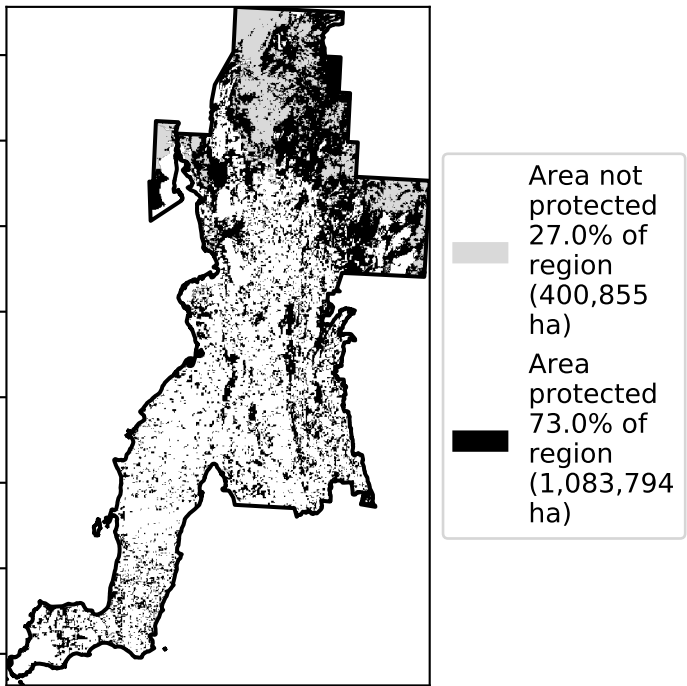 Area not
protected
27.0% of
region
(400,855
ha)
Area
protected
73.0% of
region
(1,083,794
ha)